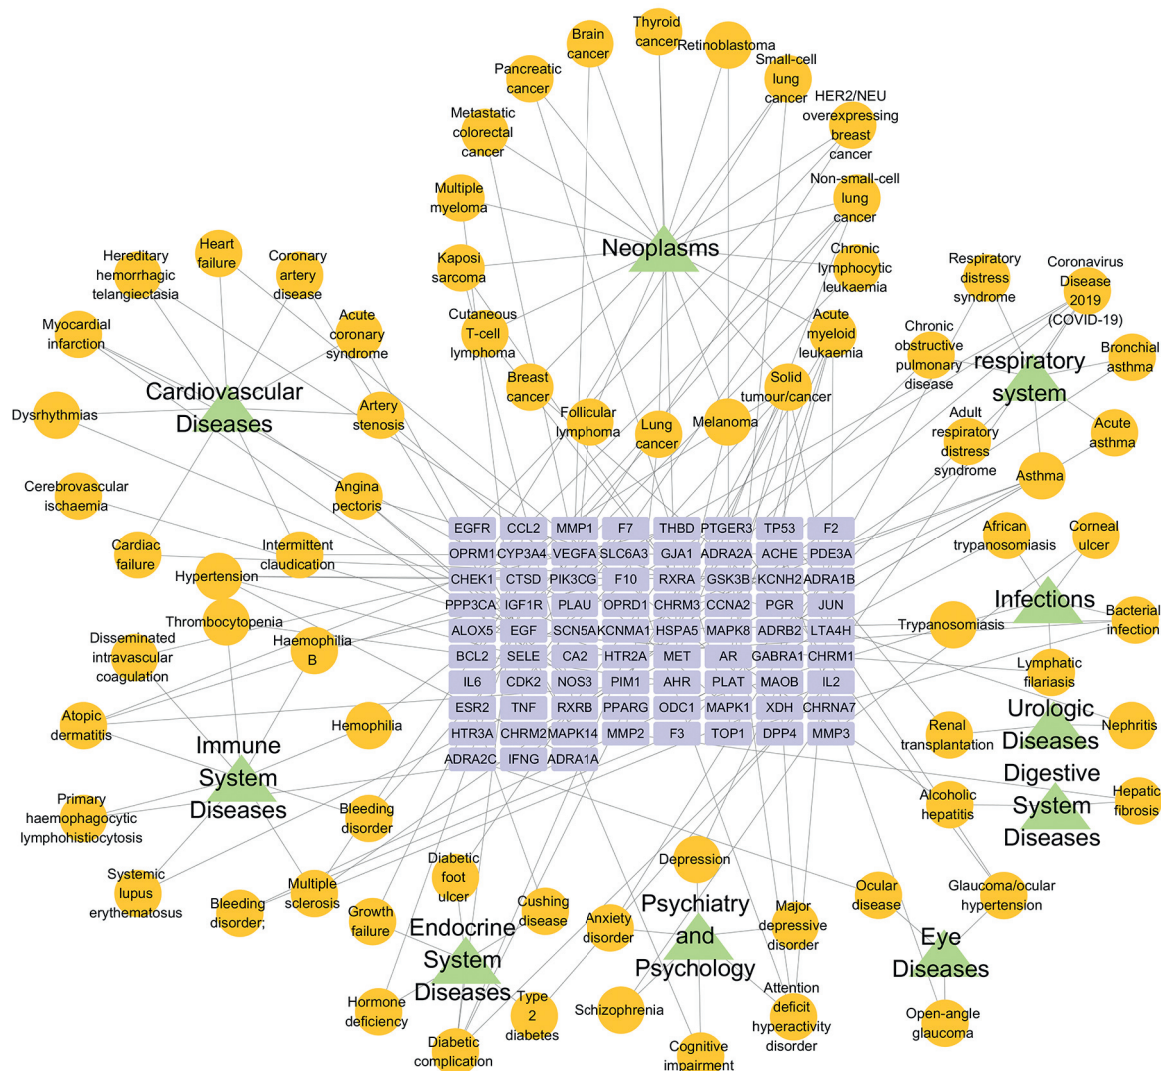 Thyroid
cancer
Brain
cancer
Retinoblastoma
Small-cell
lung
cancer
Pancreatic
cancer
HER2/NEU
overexpressing
breast
cancer
Metastatic
colorectal
cancer
Non-small-cell
lung
cancer
Multiple
myeloma
Neoplasms
Chronic
lymphocytic
leukaemia
Kaposi
sarcoma
Cutaneous
T-cell
lymphoma
Acute
myeloid
leukaemia
Breast
cancer
Solid
tumour/cancer
Follicular
lymphoma
Lung
cancer
Melanoma
Hereditary
hemorrhagic
telangiectasia
Heart
failure
Coronary
artery
disease
Myocardial
infarction
Acute
coronary
syndrome
Cardiovascular
Diseases
Dysrhythmias
Artery
stenosis
Cerebrovascular
ischaemia
Angina
pectoris
Cardiac
failure
Intermittent
claudication
Hypertension
Respiratory
distress
syndrome
Coronavirus
Disease
2019
(COVID-19)
Chronic
obstructive
pulmonary
disease
respiratory
system
Bronchial
asthma
Adult
respiratory
distress
syndrome
Acute
asthma
Asthma
African
trypanosomiasis
Corneal
ulcer
Infections
Trypanosomiasis
Bacterial
infection
Lymphatic
filariasis
Urologic
Diseases
Renal
transplantation
Nephritis
Digestive
System
Diseases
Alcoholic
hepatitis
Hepatic
fibrosis
EGFR CCL2 MMP1 F7 THBD PTGER3 TP53 F2
OPRM1 CYP3A4 VEGFA SLC6A3 GJA1 ADRA2A ACHE PDE3A
CHEK1 CTSD PIK3CG F10 RXRA GSK3B KCNH2 ADRA1B
PPP3CA IGF1R PLAU OPRD1 CHRM3 CCNA2 PGR JUN
ALOX5 EGF SCN5A KCNMA1 HSPA5 MAPK8 ADRB2 LTA4H
BCL2 SELE CA2 HTR2A MET AR GABRA1 CHRM1
IL6 CDK2 NOS3 PIM1 AHR PLAT MAOB IL2
ESR2 TNF RXRB PPARG ODC1 MAPK1 XDH CHRNA7
HTR3A CHRM2 MAPK14 MMP2 F3 TOP1 DPP4 MMP3
ADRA2C IFNG ADRA1A
Thrombocytopenia
Disseminated
intravascular
coagulation
Haemophilia
B
Atopic
dermatitis
Hemophilia
Immune
System
Diseases
Primary
haemophagocytic
lymphohistiocytosis
Bleeding
disorder
Systemic
lupus
erythematosus
Bleeding
disorder;
Multiple
sclerosis
Diabetic
foot
ulcer
Growth
failure
Cushing
disease
Endocrine
System
Diseases
Hormone
deficiency
Type
2
diabetes
Diabetic
complication
Depression
Anxiety
disorder
Psychiatry
and
Psychology
Major
depressive
disorder
Schizophrenia
Attention
deficit
hyperactivity
disorder
Cognitive
impairment
Ocular
disease
Glaucoma/ocular
hypertension
Eye
Diseases
Open-angle
glaucoma